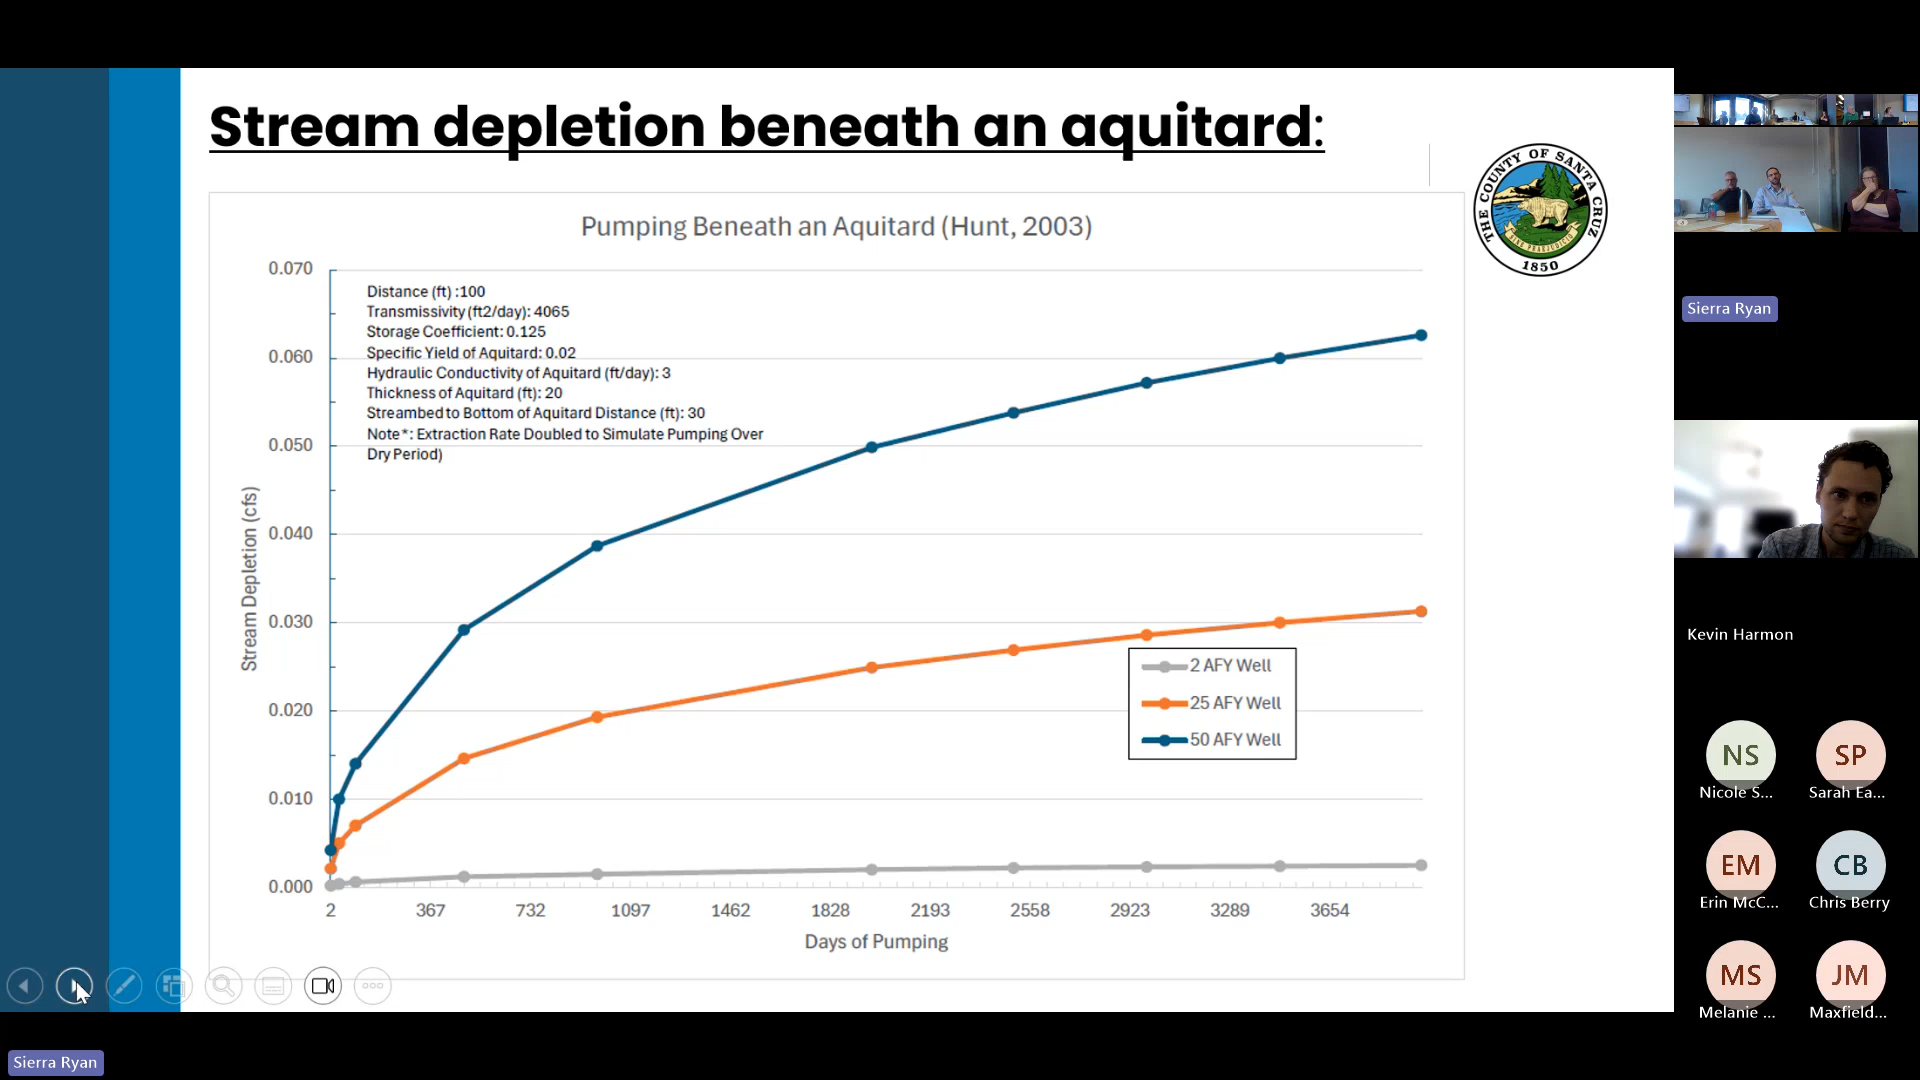 Stream depletion beneath an aquitard:
THE COUNTY OF SANTA CRUZ
SINE PRAEJUDICIO
1850
Pumping Beneath an Aquitard (Hunt, 2003)
Distance (ft) :100
Transmissivity (ft2/day): 4065
Storage Coefficient: 0.125
Specific Yield of Aquitard: 0.02
Hydraulic Conductivity of Aquitard (ft/day): 3
Thickness of Aquitard (ft): 20
Streambed to Bottom of Aquitard Distance (ft): 30
Note*: Extraction Rate Doubled to Simulate Pumping Over
Dry Period)
Stream Depletion (cfs)
0.070
0.060
0.050
0.040
0.030
0.020
0.010
0.000
2 AFY Well
25 AFY Well
50 AFY Well
2 367 732 1097 1462 1828 2193 2558 2923 3289 3654
Days of Pumping
Sierra Ryan
Sierra Ryan
Kevin Harmon
NS SP
Nicole S... Sarah Ea...
EM CB
Erin McC... Chris Berry
MS JM
Melanie ... Maxfield...